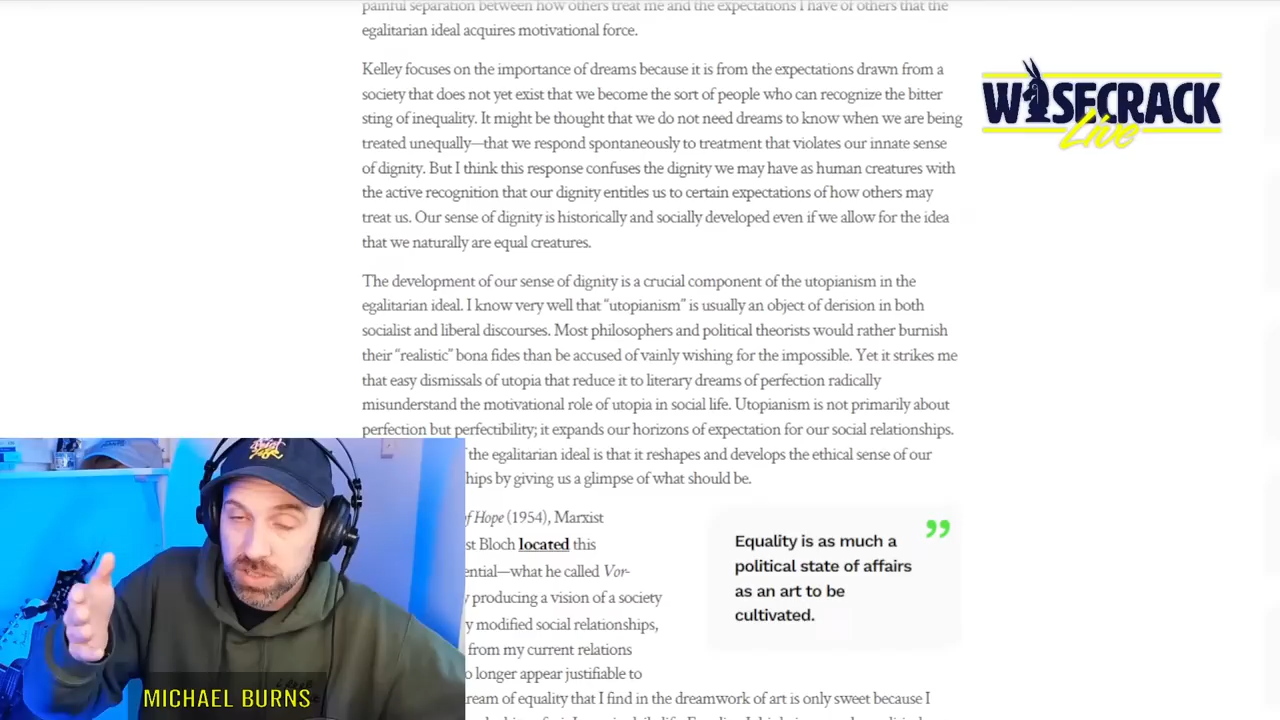 painful separation between how others treat me and the expectations I have of others that the
egalitarian ideal acquires motivational force.
Kelley focuses on the importance of dreams because it is from the expectations drawn from a
society that does not yet exist that we become the sort of people who can recognize the bitter
sting of inequality. It might be thought that we do not need dreams to know when we are being
treated unequally—that we respond spontaneously to treatment that violates our innate sense
of dignity. But I think this response confuses the dignity we may have as human creatures with
the active recognition that our dignity entitles us to certain expectations of how others may
treat us. Our sense of dignity is historically and socially developed even if we allow for the idea
that we naturally are equal creatures.
The development of our sense of dignity is a crucial component of the utopianism in the
egalitarian ideal. I know very well that “utopianism” is usually an object of derision in both
socialist and liberal discourses. Most philosophers and political theorists would rather burnish
their “realistic” bona fides than be accused of vainly wishing for the impossible. Yet it strikes me
that easy dismissals of utopia that reduce it to literary dreams of perfection radically
misunderstand the motivational role of utopia in social life. Utopianism is not primarily about
perfection but perfectibility; it expands our horizons of expectation for our social relationships.
the egalitarian ideal is that it reshapes and develops the ethical sense of our
hips by giving us a glimpse of what should be.
of Hope (1954), Marxist
st Bloch located this
ential—what he called Vor-
y producing a vision of a society
y modified social relationships,
from my current relations
o longer appear justifiable to
ream of equality that I find in the dreamwork of art is only sweet because I
”
Equality is as much a
political state of affairs
as an art to be
cultivated.
WISECRACK
Live
MICHAEL BURNS